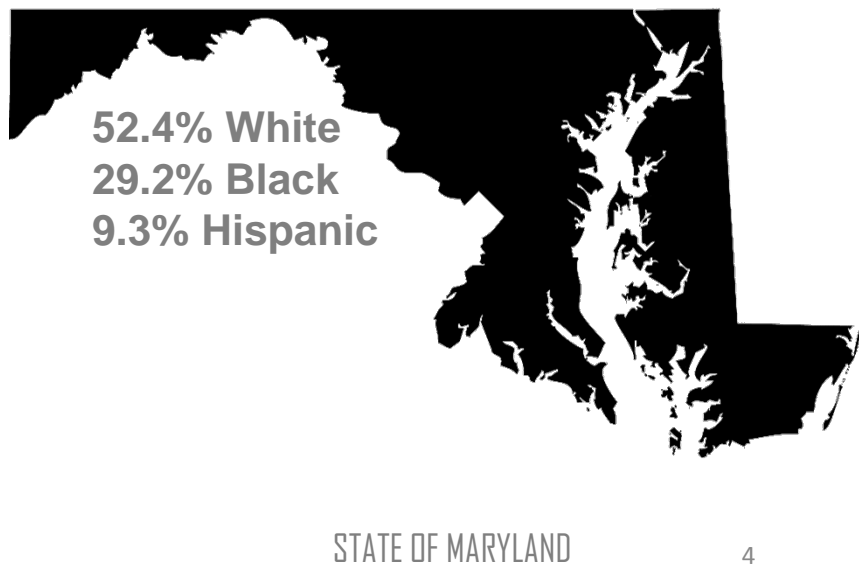 52.4% White
29.2% Black
9.3% Hispanic
STATE OF MARYLAND
4